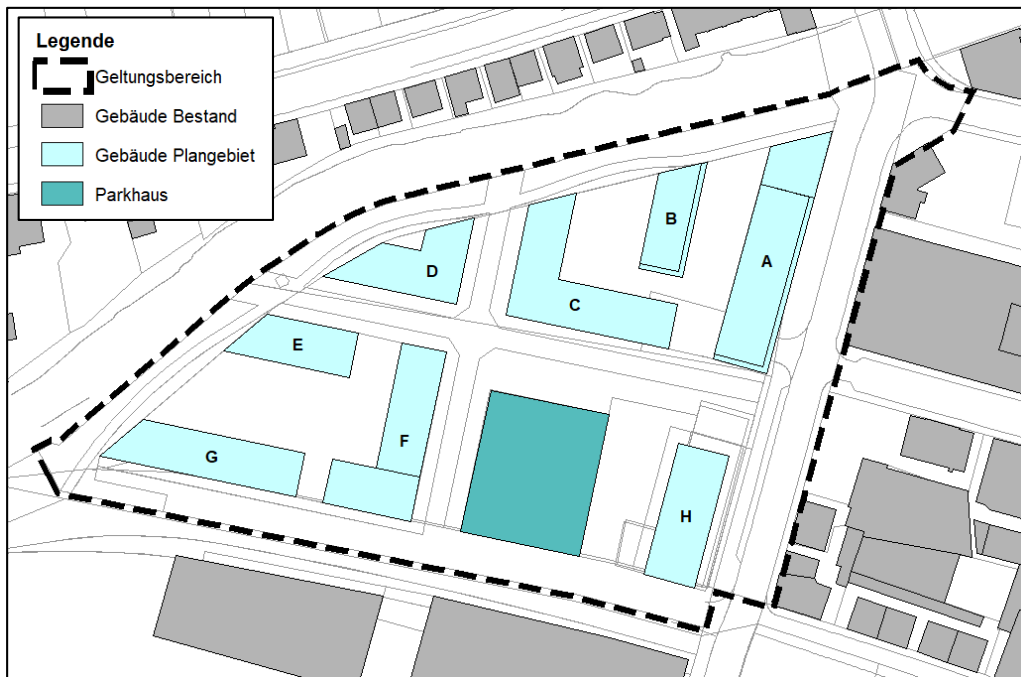 Legende
Geltungsbereich
Gebäude Bestand
Gebäude Plangebiet
Parkhaus
B
A
D
C
E
F
G
H